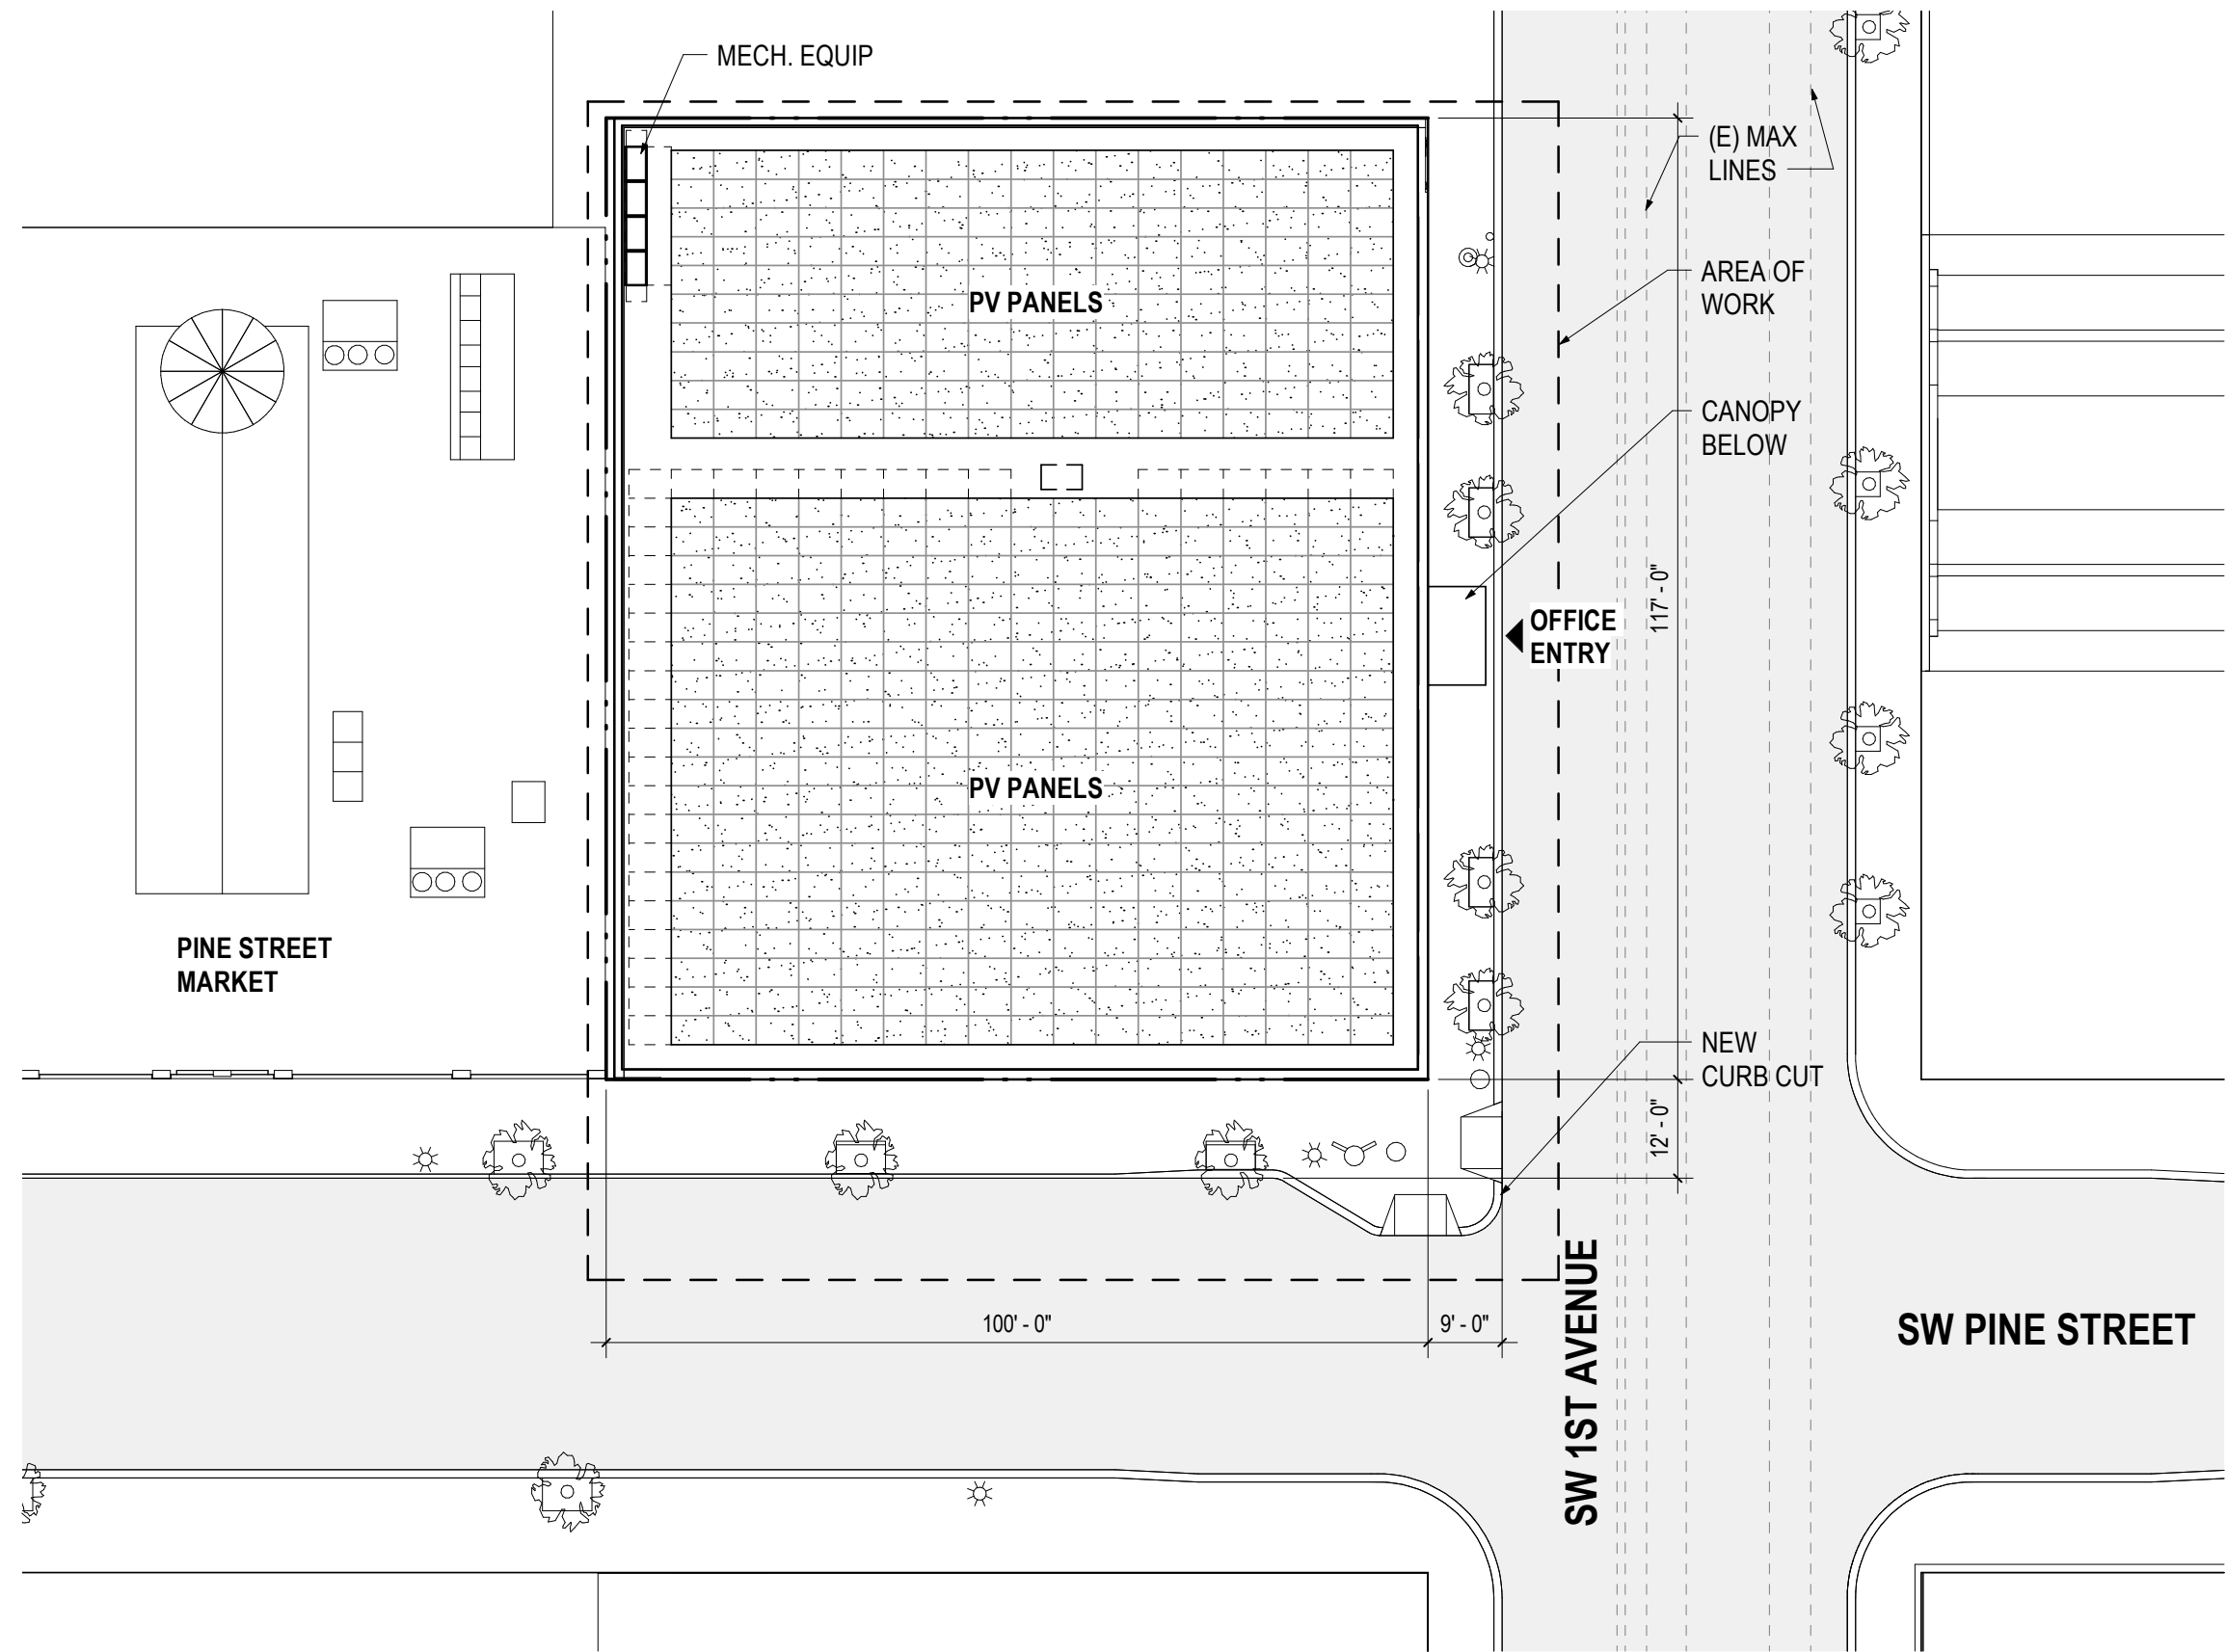 MECH. EQUIP
(E) MAX
LINES
AREA OF
WORK
PV PANELS
CANOPY
BELOW
117' - 0"
OFFICE
ENTRY
PV PANELS
PINE STREET
MARKET
NEW
CURB CUT
12' - 0"
100' - 0"
9' - 0"
SW 1ST AVENUE
SW PINE STREET